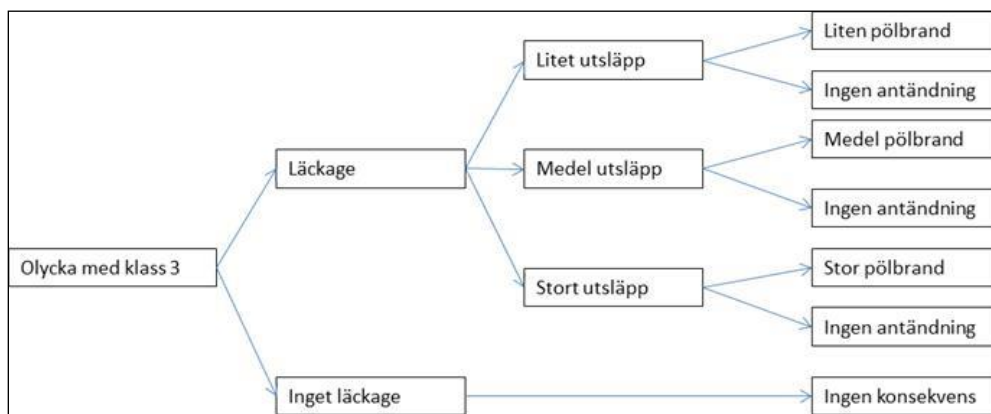 Olycka med klass 3
Läckage
Inget läckage
Litet utsläpp
Medel utsläpp
Stort utsläpp
Liten pölbrand
Ingen antändning
Medel pölbrand
Ingen antändning
Stor pölbrand
Ingen antändning
Ingen konsekvens